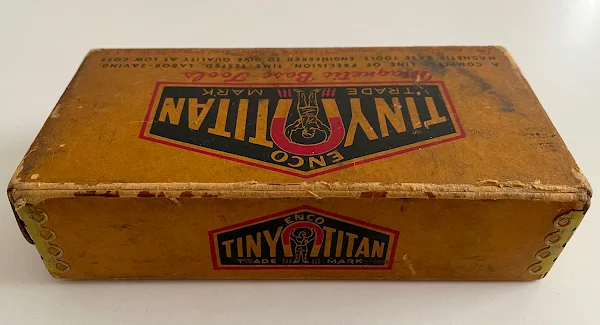 ENCO
TINY TITAN
TRADE MARK
Magnetic Base Tools
A COMPLETE LINE OF PRECISION, TIME-TESTED, LABOR-SAVING
MAGNETIC BASE TOOLS ENGINEERED TO GIVE QUALITY AT LOW COST
ENCO
TINY TITAN
TRADE MARK